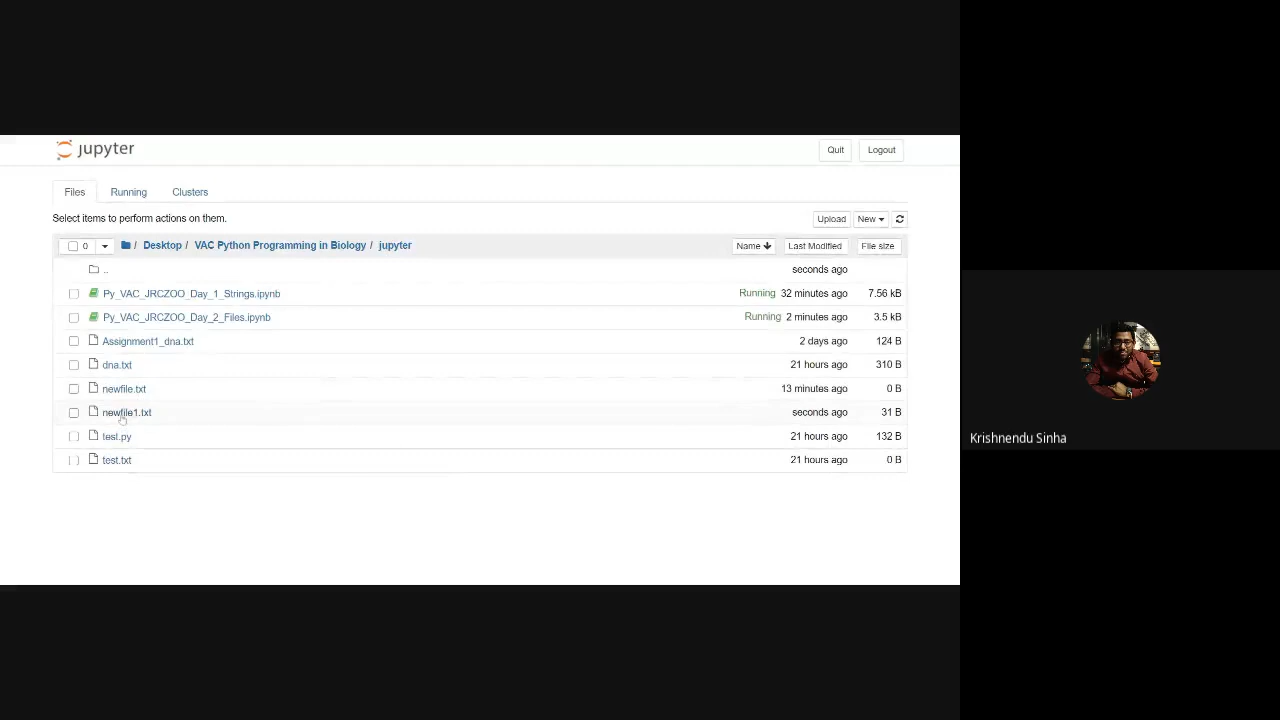 jupyter
Quit Logout
Files Running Clusters
Select items to perform actions on them.
Upload New
0 / Desktop / VAC Python Programming in Biology / jupyter Name Last Modified File size
.. seconds ago
Py_VAC_JRCZOO_Day_1_Strings.ipynb Running 32 minutes ago 7.56 kB
Py_VAC_JRCZOO_Day_2_Files.ipynb Running 2 minutes ago 3.5 kB
Assignment1_dna.txt 2 days ago 124 B
dna.txt 21 hours ago 310 B
newfile.txt 13 minutes ago 0 B
newfile1.txt seconds ago 31 B
test.py 21 hours ago 132 B
test.txt 21 hours ago 0 B
Krishnendu Sinha